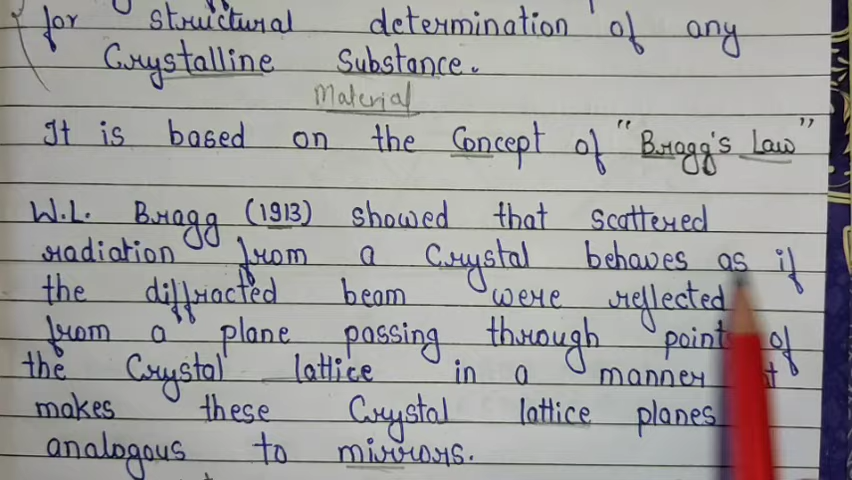 for structural determination of any
Crystalline Substance.
Material
It is based on the Concept of "Bragg's Law"
W.L. Bragg (1913) showed that scattered
radiation from a Crystal behaves as if
the diffracted beam were reflected
from a plane passing through point of
the Crystal lattice in a manner
makes these Crystal lattice planes
analogous to mirrors.